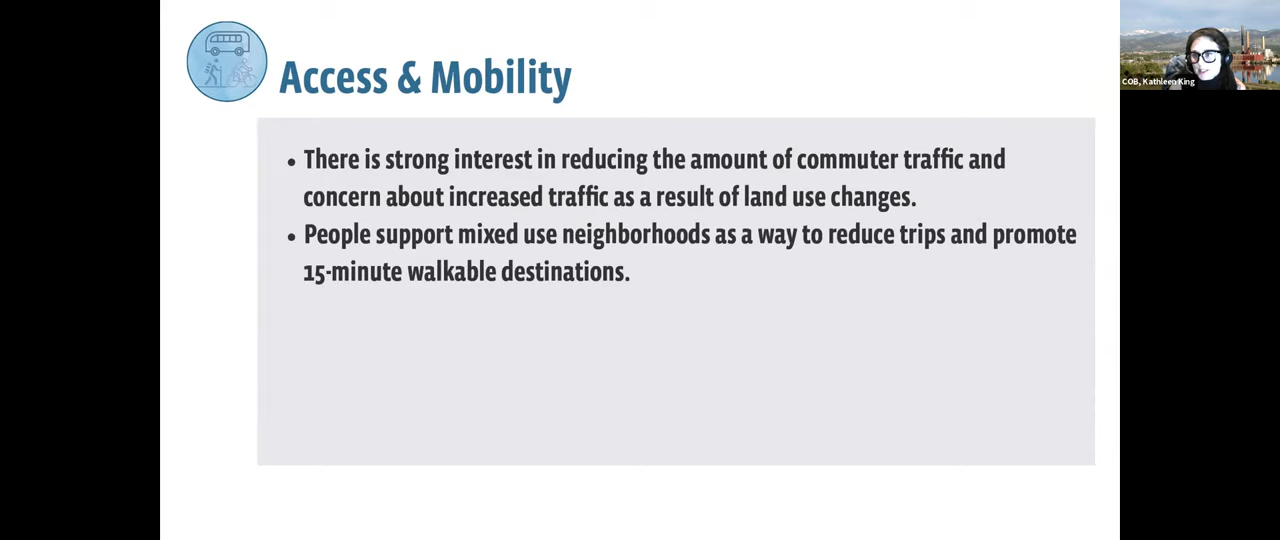 Access & Mobility
• There is strong interest in reducing the amount of commuter traffic and
concern about increased traffic as a result of land use changes.
• People support mixed use neighborhoods as a way to reduce trips and promote
15-minute walkable destinations.
COB, Kathleen King